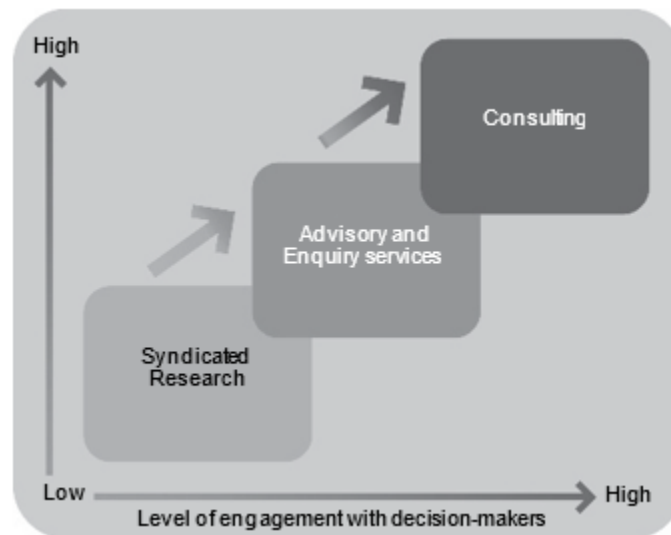 High
Consulting
Advisory and
Enquiry services
Syndicated
Research
Low
High
Level of engagement with decision-makers